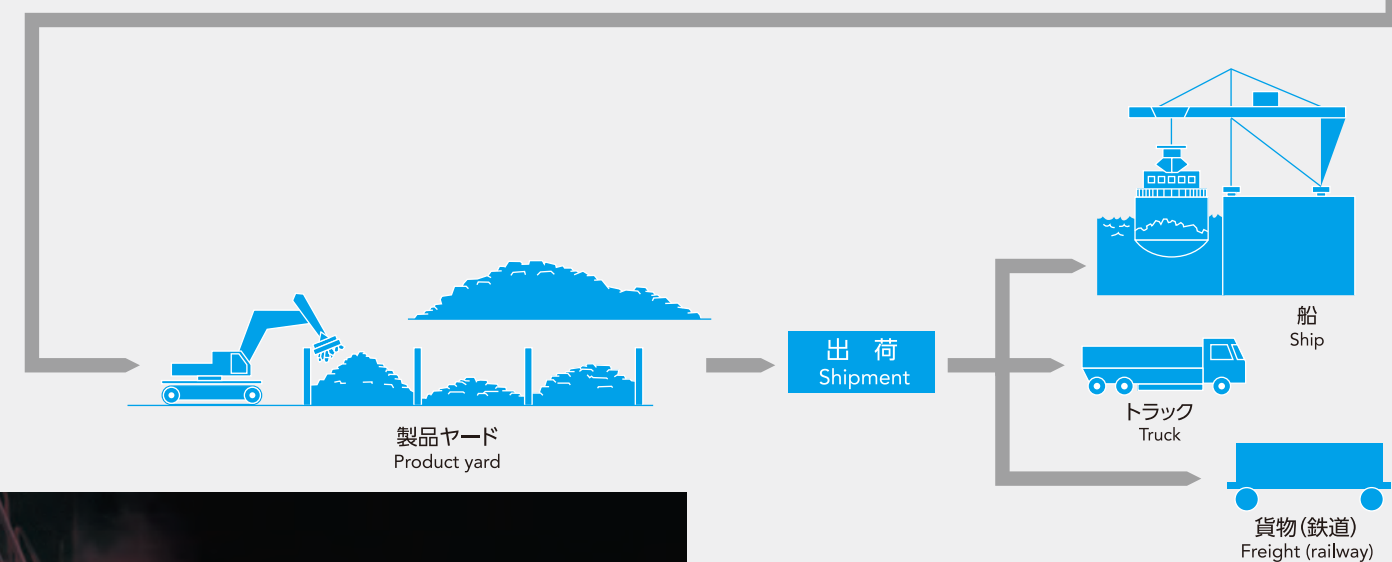 船
Ship
出 荷
Shipment
トラック
Truck
製品ヤード
Product yard
貨物(鉄道)
Freight (railway)